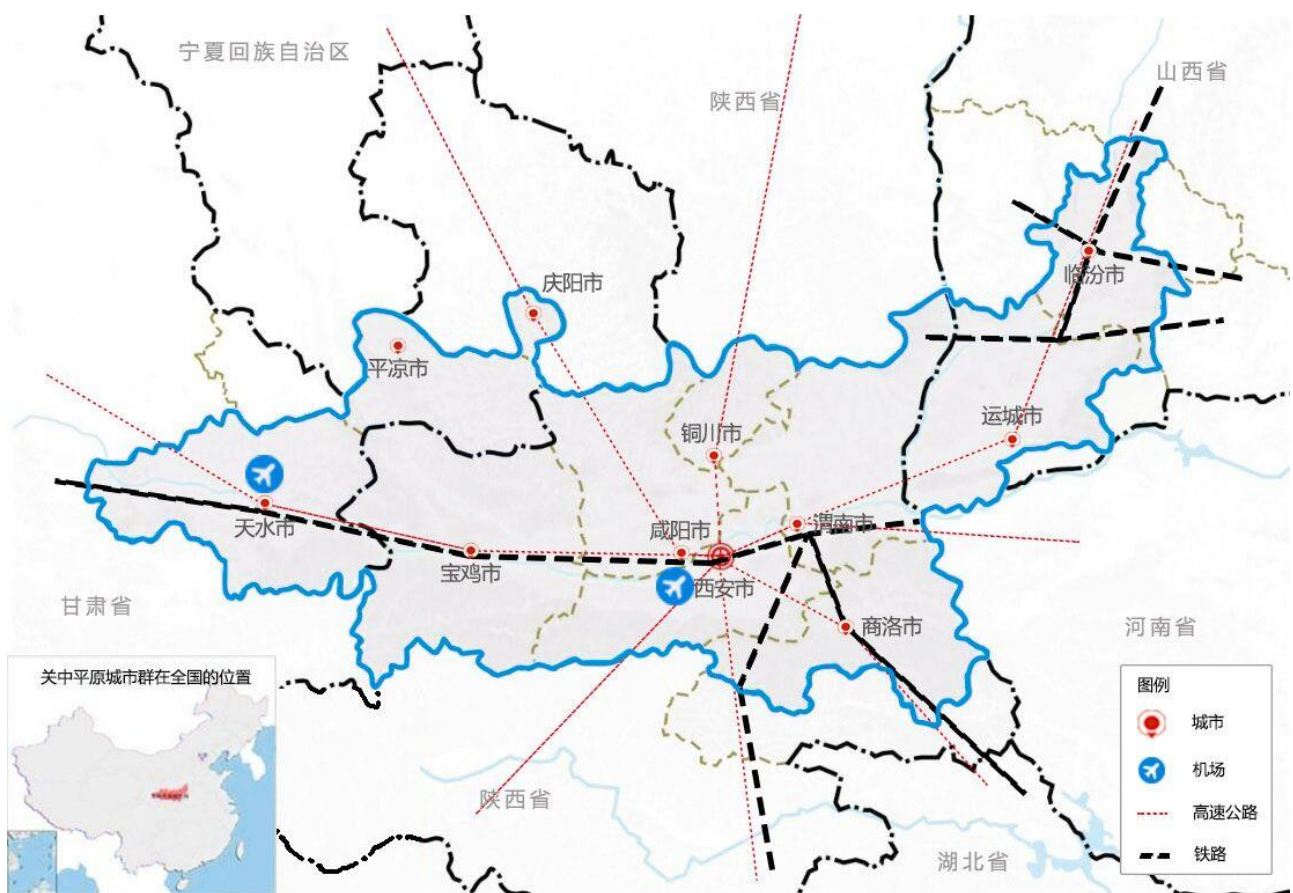 宁夏回族自治区
陕西省
山西省
庆阳市
临汾市
平凉市
铜川市
运城市
天水市
咸阳市
渭南市
宝鸡市
西安市
甘肃省
商洛市
河南省
关中平原城市群在全国的位置
图例
城市
机场
高速公路
铁路
陕西省
湖北省